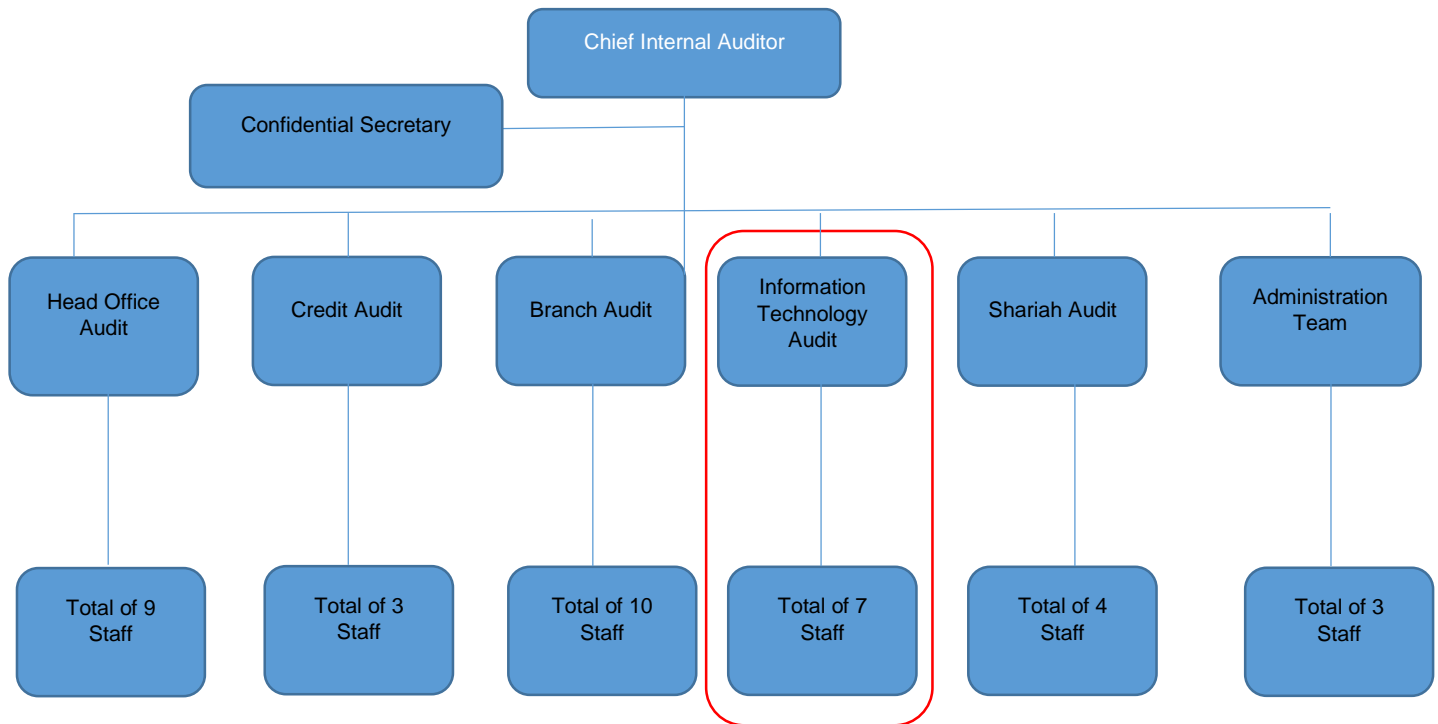 Chief Internal Auditor
Confidential Secretary
Head Office
Audit
Credit Audit
Branch Audit
Information
Technology
Audit
Shariah Audit
Administration
Team
Total of 9
Staff
Total of 3
Staff
Total of 10
Staff
Total of 7
Staff
Total of 4
Staff
Total of 3
Staff